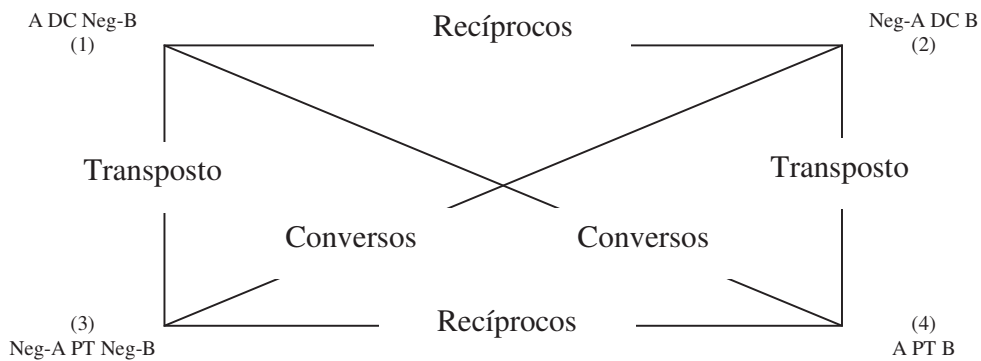 A DC Neg-B
(1)
Recíprocos
Neg-A DC B
(2)
Transposto
Transposto
Conversos
Conversos
(3)
Neg-A PT Neg-B
Recíprocos
(4)
A PT B